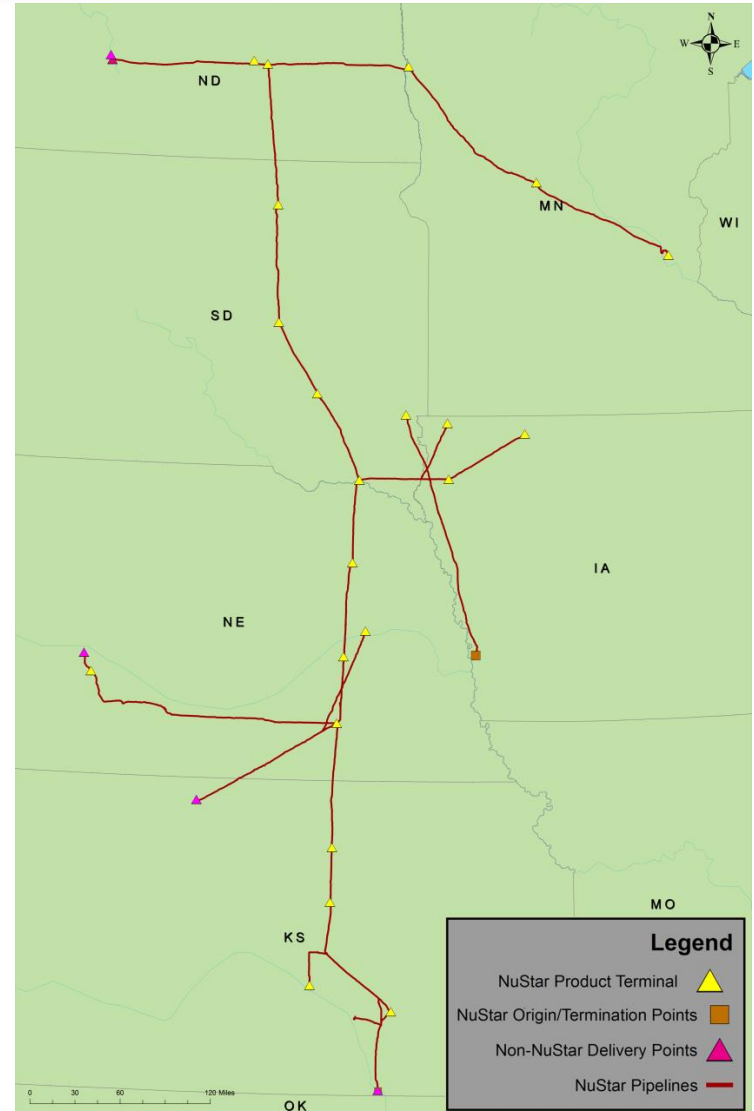 N
W E
S
ND
MN
WI
SD
IA
NE
MO
KS
OK
0 30 60 120 Miles
Legend
NuStar Product Terminal
NuStar Origin/Termination Points
Non-NuStar Delivery Points
NuStar Pipelines